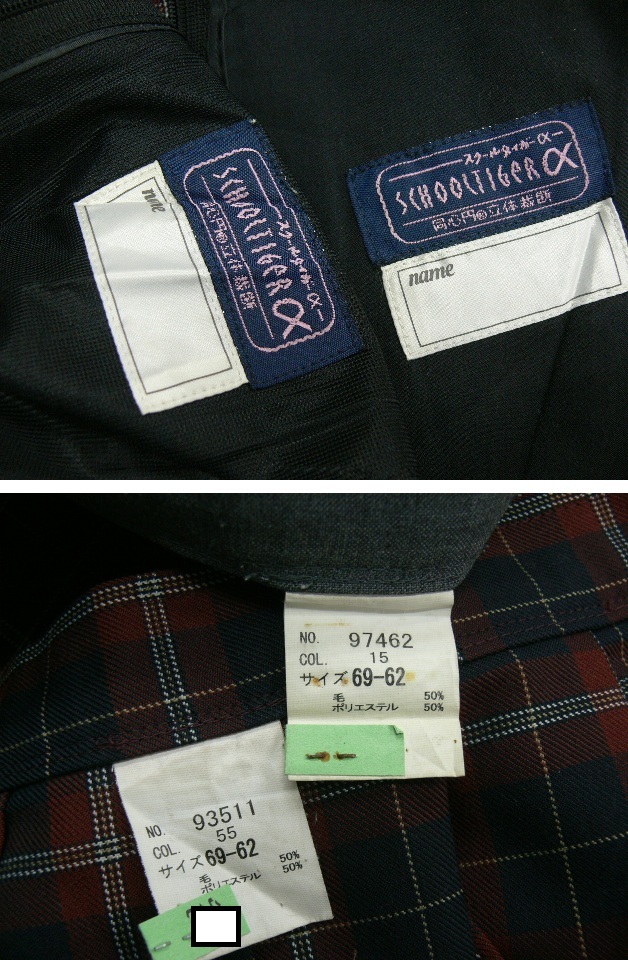 name
スクールタイガーα
SCHOOLTIGER α
同心円の立体裁断
スクールタイガーα
SCHOOLTIGER α
同心円の立体裁断
name
NO. 97462
COL. 15
サイズ 69-62
毛 50%
ポリエステル 50%
NO. 93511
COL. 55
サイズ 69-62
毛 50%
ポリエステル 50%